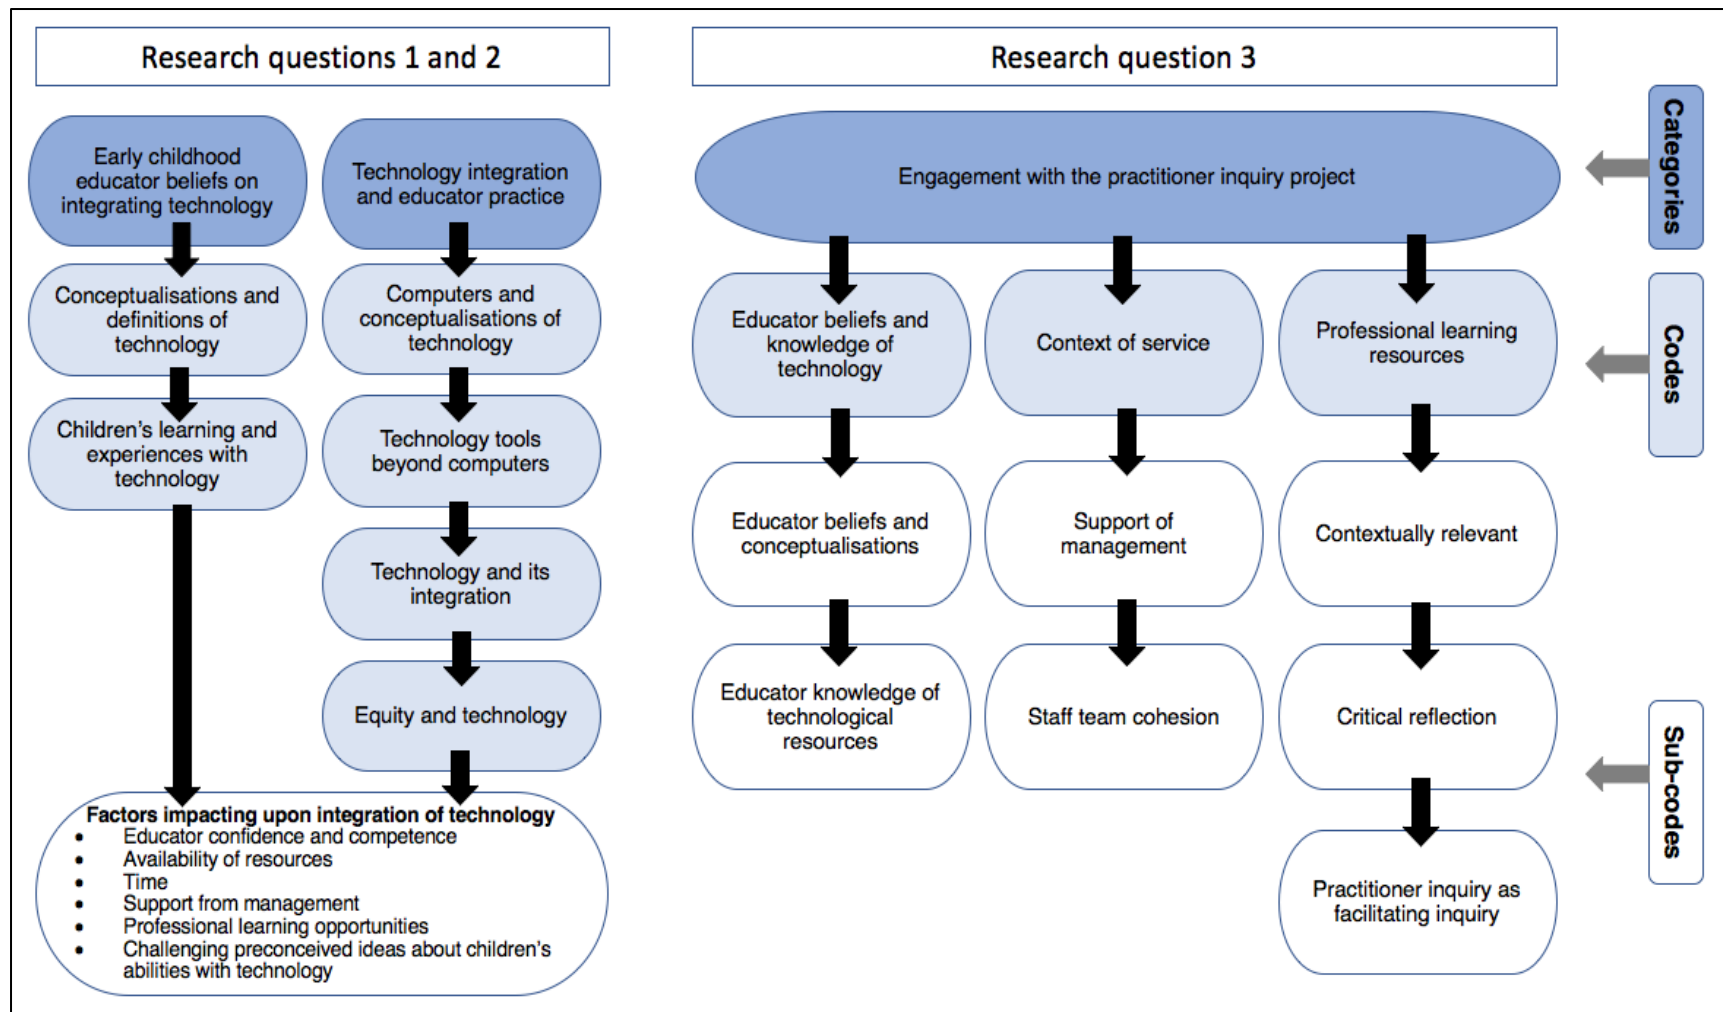 Research questions 1 and 2
Early childhood
educator beliefs on
integrating technology
Technology integration
and educator practice
Conceptualisations and
definitions of
technology
Computers and
conceptualisations of
technology
Children’s learning and
experiences with
technology
Technology tools
beyond computers
Technology and its
integration
Equity and technology
Factors impacting upon integration of technology
• Educator confidence and competence
• Availability of resources
• Time
• Support from management
• Professional learning opportunities
• Challenging preconceived ideas about children’s
abilities with technology
Research question 3
Engagement with the practitioner inquiry project
Educator beliefs and
knowledge of
technology
Context of service
Professional learning
resources
Educator beliefs and
conceptualisations
Support of
management
Contextually relevant
Educator knowledge of
technological
resources
Staff team cohesion
Critical reflection
Practitioner inquiry as
facilitating inquiry
Categories
Codes
Sub-codes